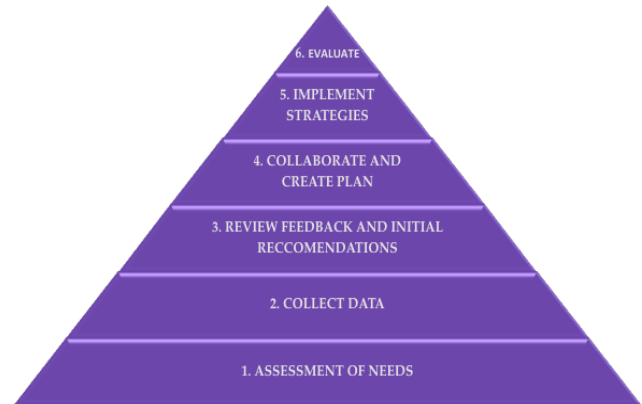 6. EVALUATE
5. IMPLEMENT
STRATEGIES
4. COLLABORATE AND
CREATE PLAN
3. REVIEW FEEDBACK AND INITIAL
RECCOMENDATIONS
2. COLLECT DATA
1. ASSESSMENT OF NEEDS